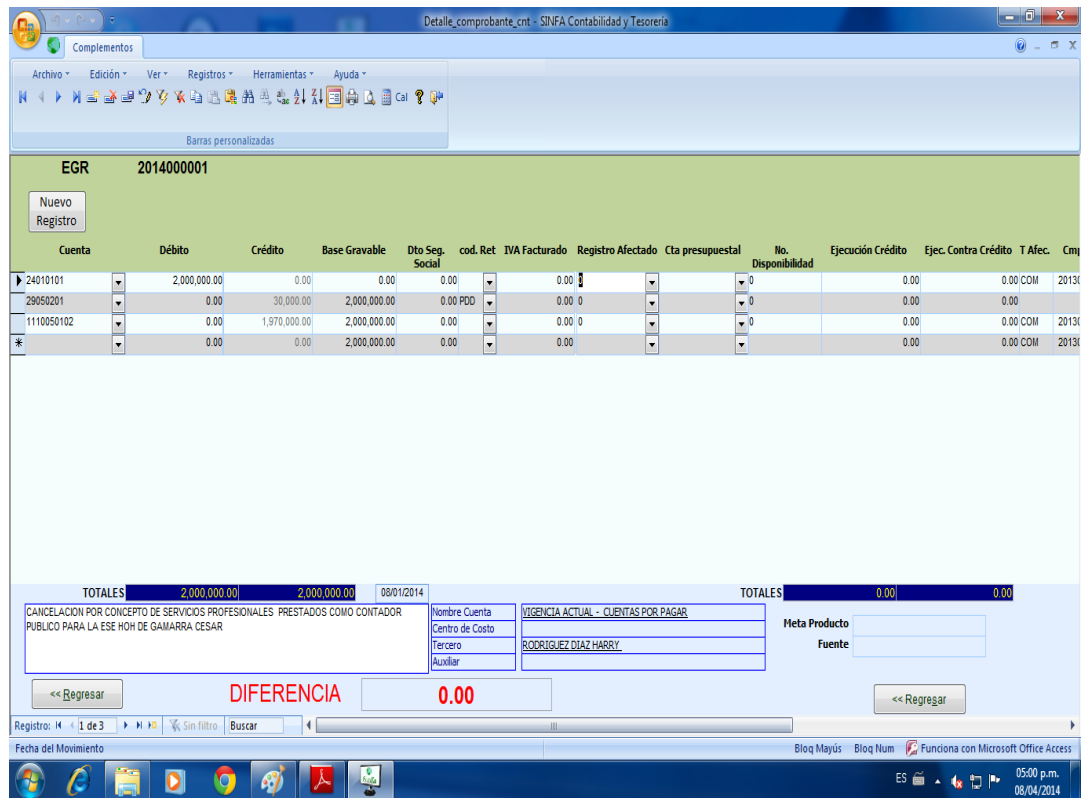 Detalle_comprobante_cnt - SINFA Contabilidad y Tesorería
Complementos
Archivo Edición Ver Registros Herramientas Ayuda
Cal
Barras personalizadas
EGR 2014000001
Nuevo Registro
Cuenta Débito Crédito Base Gravable Dto Seg. Social cod. Ret IVA Facturado Registro Afectado Cta presupuestal No. Disponibilidad Ejecución Crédito Ejec. Contra Crédito T Afec. Cmp
24010101 2,000,000.00 0.00 0.00 0.00 0.00 0 0 0.00 0.00 COM 20130
29050201 0.00 30,000.00 2,000,000.00 0.00 PDD 0.00 0 0 0.00 0.00
1110050102 0.00 1,970,000.00 2,000,000.00 0.00 0.00 0 0 0.00 0.00 COM 20130
0.00 0.00 2,000,000.00 0.00 0.00 0.00 0.00 COM 20130
TOTALES 2,000,000.00 2,000,000.00 08/01/2014 TOTALES 0.00 0.00
CANCELACION POR CONCEPTO DE SERVICIOS PROFESIONALES PRESTADOS COMO CONTADOR
PUBLICO PARA LA ESE HOH DE GAMARRA CESAR
Nombre Cuenta VIGENCIA ACTUAL - CUENTAS POR PAGAR
Centro de Costo
Tercero RODRIGUEZ DIAZ HARRY
Auxiliar
Meta Producto
Fuente
<< Regresar DIFERENCIA 0.00 << Regresar
Registro: 1 de 3 Sin filtro Buscar
Fecha del Movimiento Bloq Mayús Bloq Num Funciona con Microsoft Office Access
ES 05:00 p.m.
08/04/2014